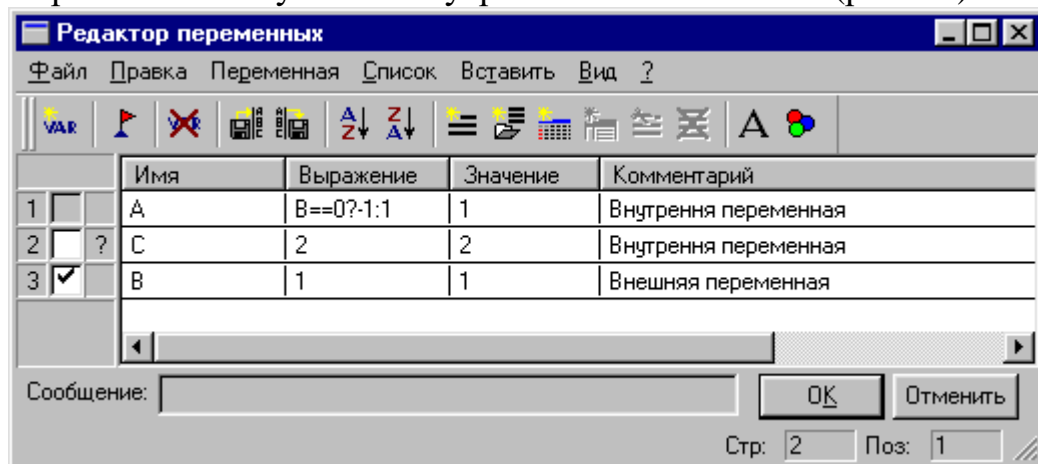 Редактор переменных
Файл Правка Переменная Список Вставить Вид ?
VAR A Z Z A A
Имя Выражение Значение Комментарий
1 A B==0?-1:1 1 Внутрення переменная
2 ? C 2 2 Внутрення переменная
3 B 1 1 Внешняя переменная
Сообщение: OK Отменить
Стр: 2 Поз: 1